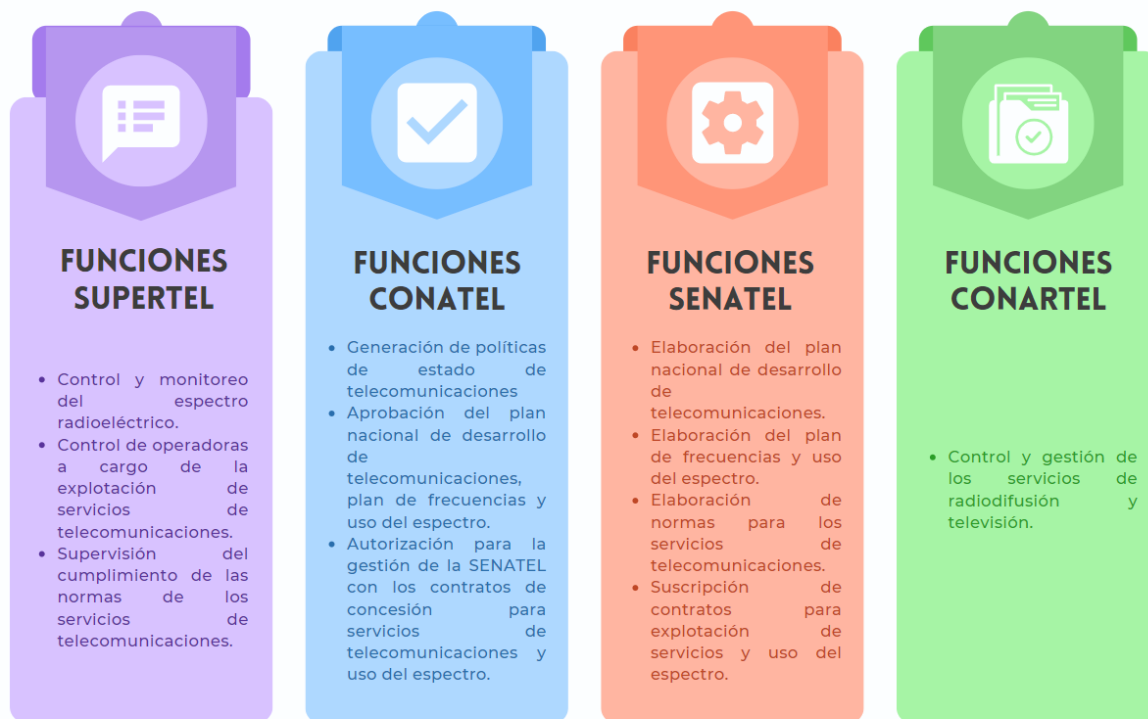 FUNCIONES
SUPERTEL
• Control y monitoreo
del espectro
radioeléctrico.
• Control de operadoras
a cargo de la
explotación de
servicios de
telecomunicaciones.
• Supervisión del
cumplimiento de las
normas de los
servicios de
telecomunicaciones.
FUNCIONES
CONATEL
• Generación de políticas
de estado de
telecomunicaciones
• Aprobación del plan
nacional de desarrollo
de
telecomunicaciones,
plan de frecuencias y
uso del espectro.
• Autorización para la
gestión de la SENATEL
con los contratos de
concesión para
servicios de
telecomunicaciones y
uso del espectro.
FUNCIONES
SENATEL
• Elaboración del plan
nacional de desarrollo
de
telecomunicaciones.
• Elaboración del plan
de frecuencias y uso
del espectro.
• Elaboración de
normas para los
servicios de
telecomunicaciones.
• Suscripción de
contratos para
explotación de
servicios y uso del
espectro.
FUNCIONES
CONARTEL
• Control y gestión de
los servicios de
radiodifusión y
televisión.